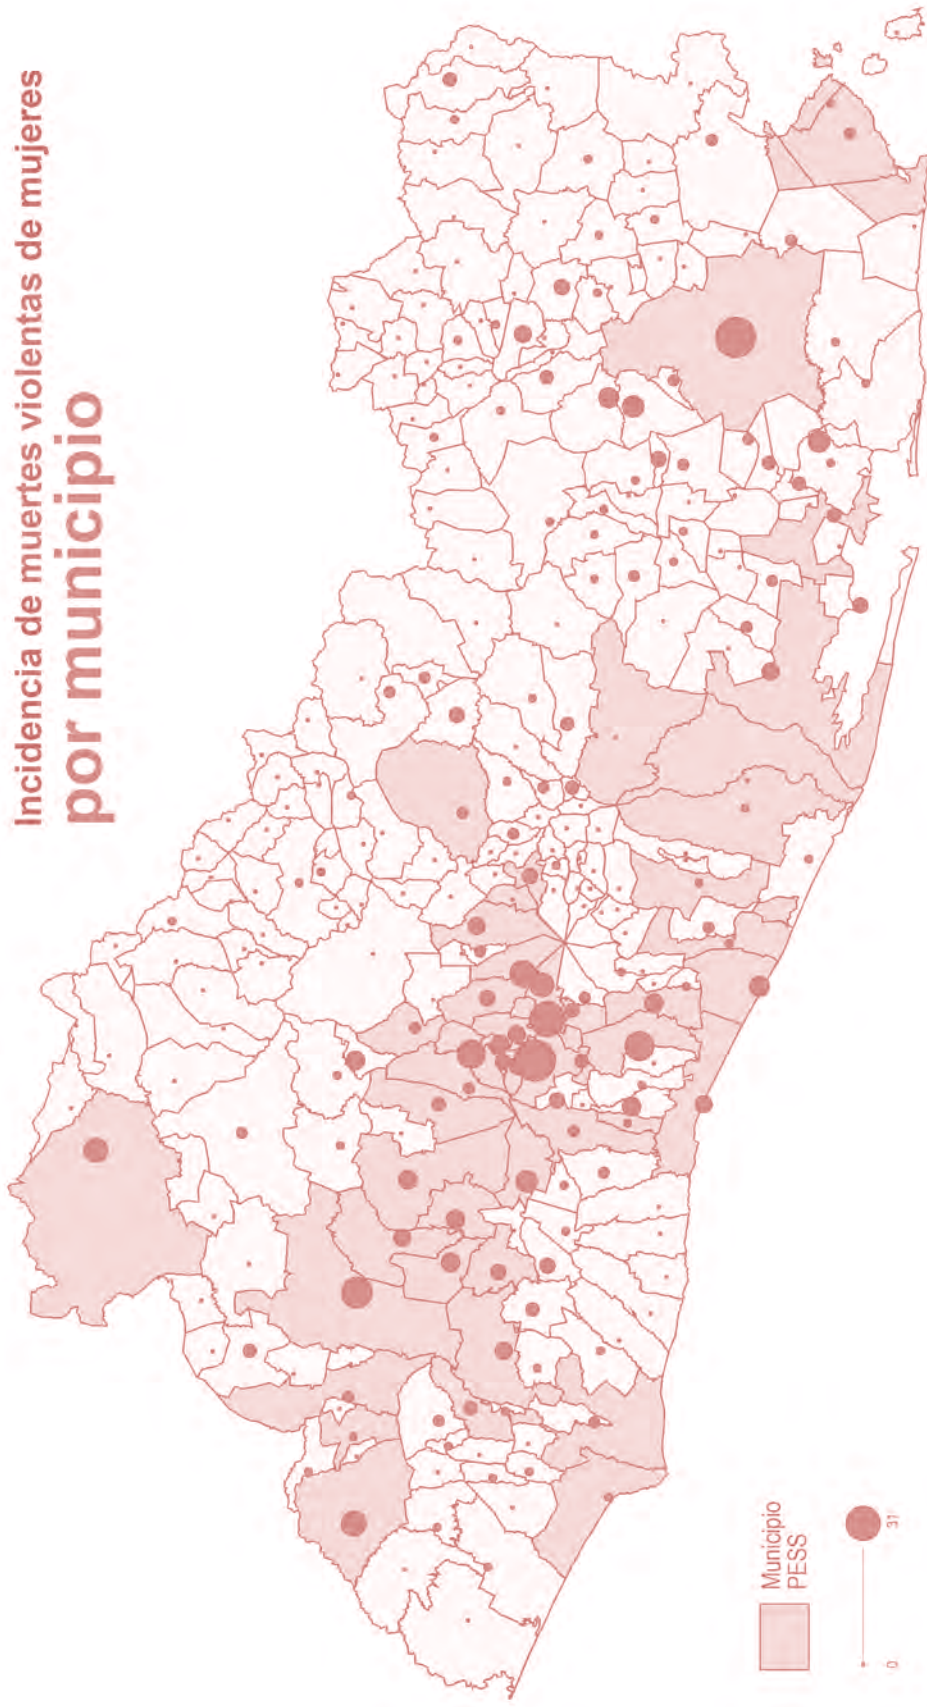 Incidencia de muertes violentas de mujeres
por municipio
Municipio
PESS
0
31